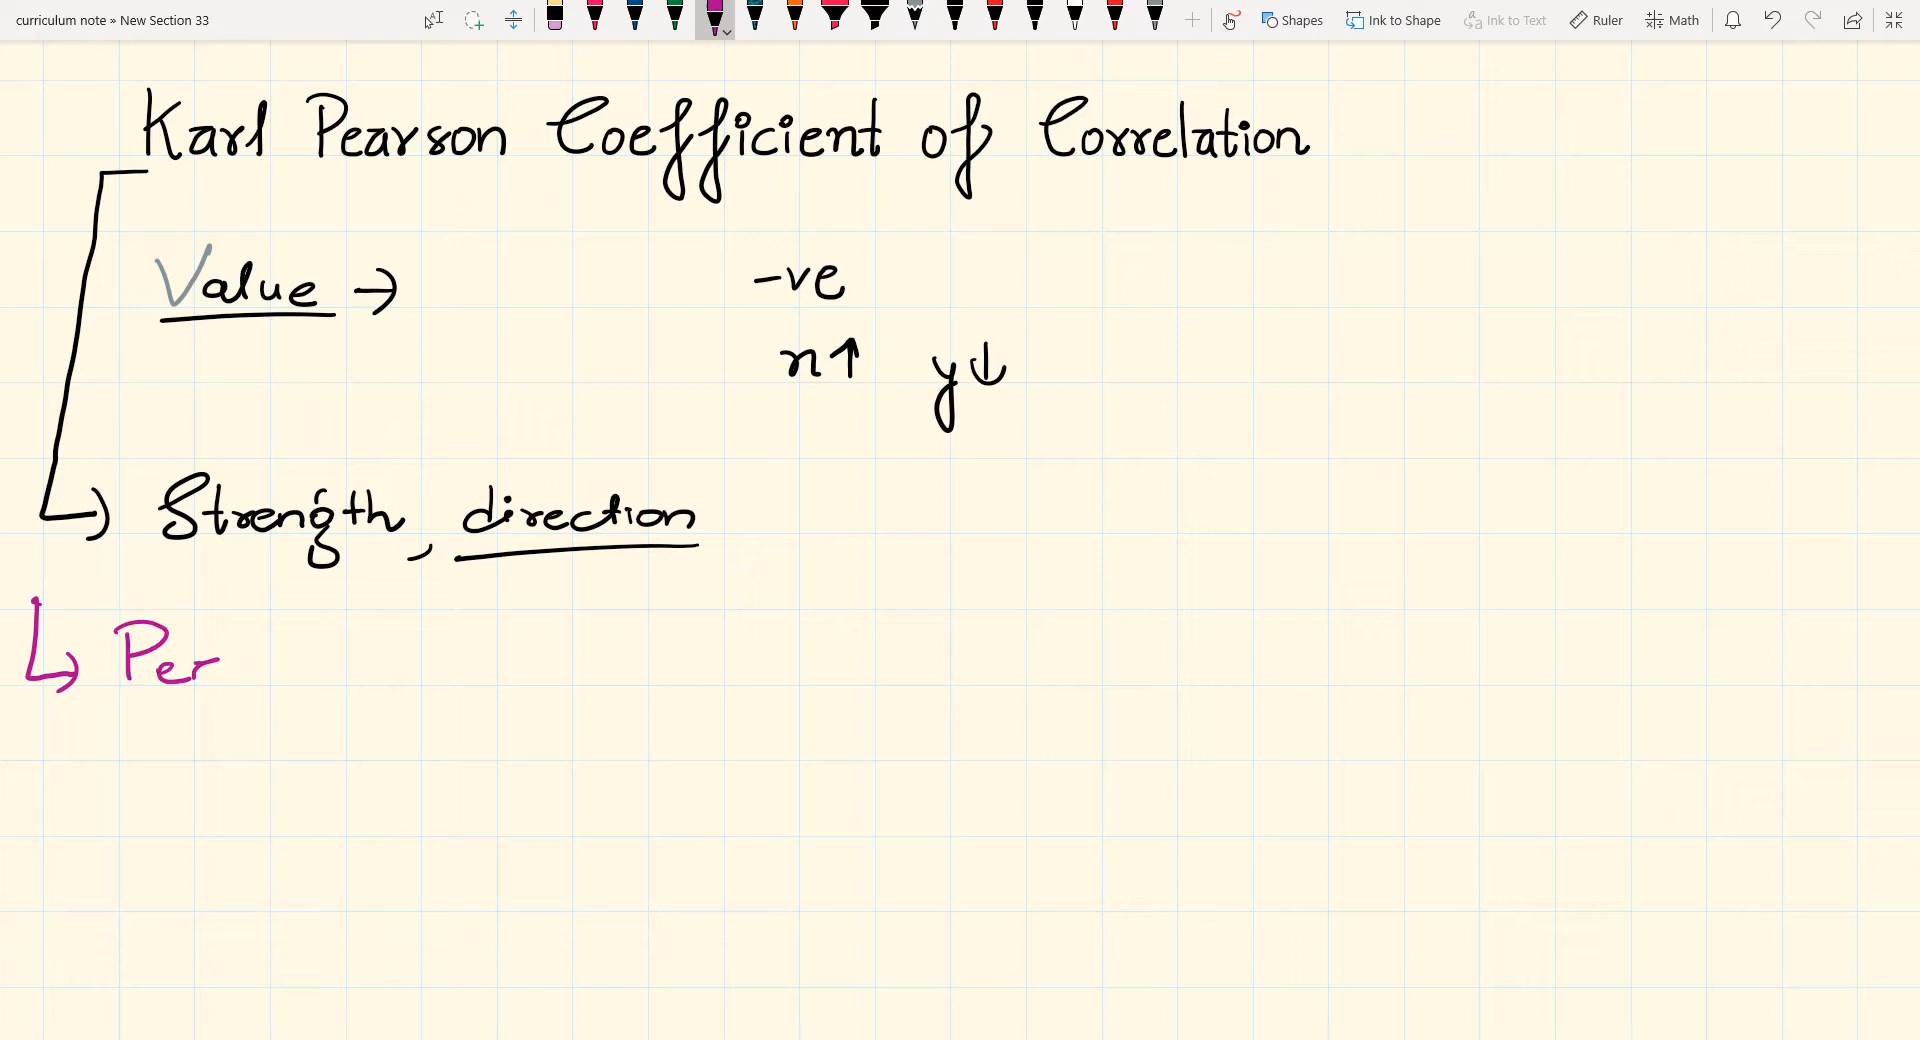 curriculum note » New Section 33
Shapes Ink to Shape Ink to Text Ruler Math
Karl Pearson Coefficient of Correlation
Value → -ve
x↑ y↓
Strength, direction
Per